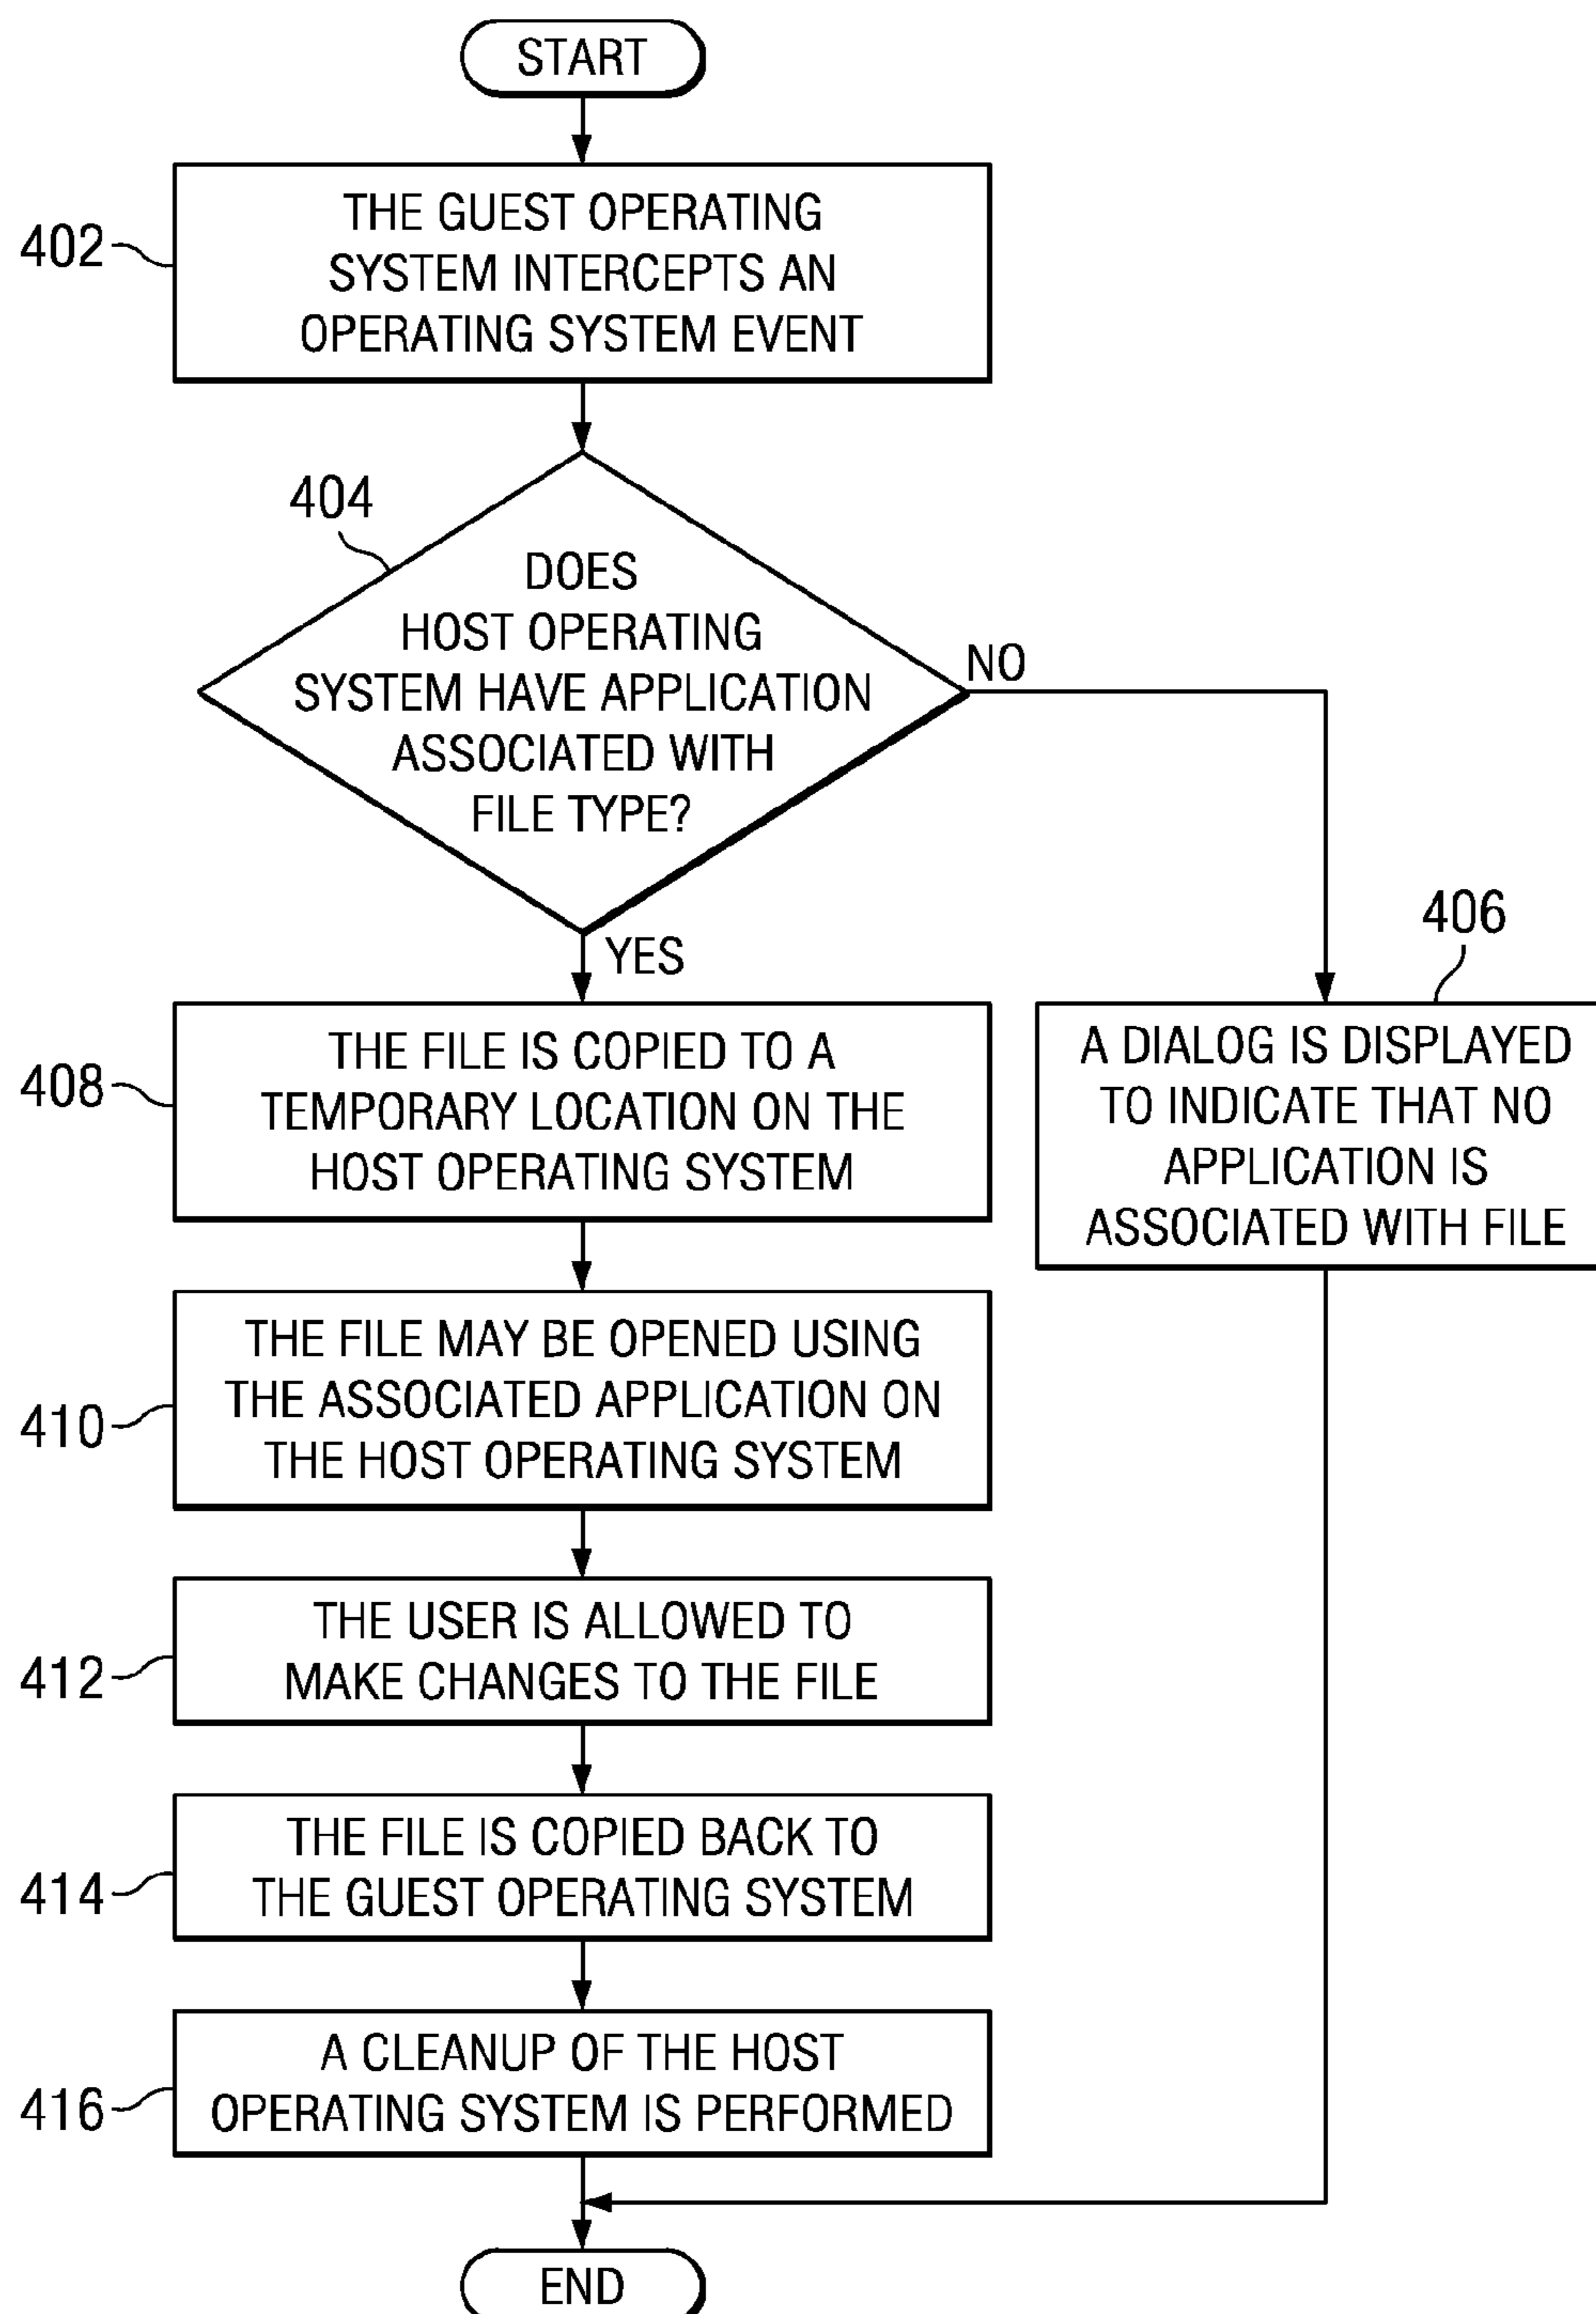 START
402
THE GUEST OPERATING
SYSTEM INTERCEPTS AN
OPERATING SYSTEM EVENT
404
DOES
HOST OPERATING
SYSTEM HAVE APPLICATION
ASSOCIATED WITH
FILE TYPE?
NO
YES
406
A DIALOG IS DISPLAYED
TO INDICATE THAT NO
APPLICATION IS
ASSOCIATED WITH FILE
408
THE FILE IS COPIED TO A
TEMPORARY LOCATION ON THE
HOST OPERATING SYSTEM
410
THE FILE MAY BE OPENED USING
THE ASSOCIATED APPLICATION ON
THE HOST OPERATING SYSTEM
412
THE USER IS ALLOWED TO
MAKE CHANGES TO THE FILE
414
THE FILE IS COPIED BACK TO
THE GUEST OPERATING SYSTEM
416
A CLEANUP OF THE HOST
OPERATING SYSTEM IS PERFORMED
END